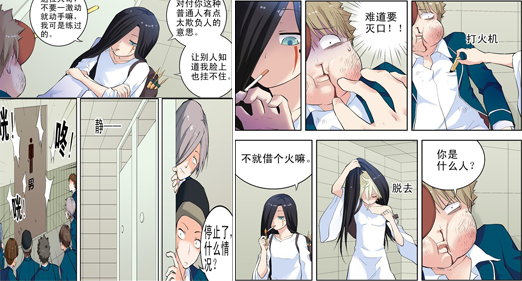 不要一激动
就动手嘛，
我可是练过
的。
对付你这种
普通人有点
太欺负人的
意思。
让别人知
道我脸上
也挂不住。
咣！
咚！
咣！
男
静——
停止了，
什么情
况？
难道要
灭口！！
打火机
不就借个火嘛。
脱去
你是
什么人？